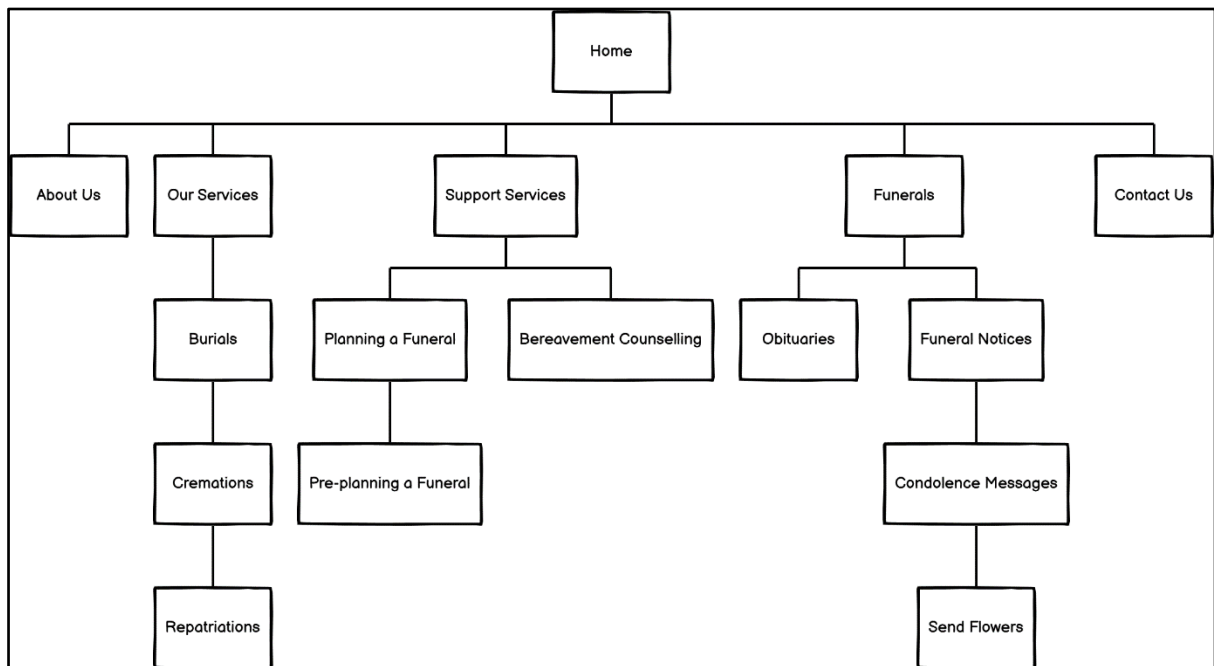 Home
About Us
Our Services
Support Services
Funerals
Contact Us
Burials
Planning a Funeral
Bereavement Counselling
Obituaries
Funeral Notices
Cremations
Pre-planning a Funeral
Condolence Messages
Repatriations
Send Flowers